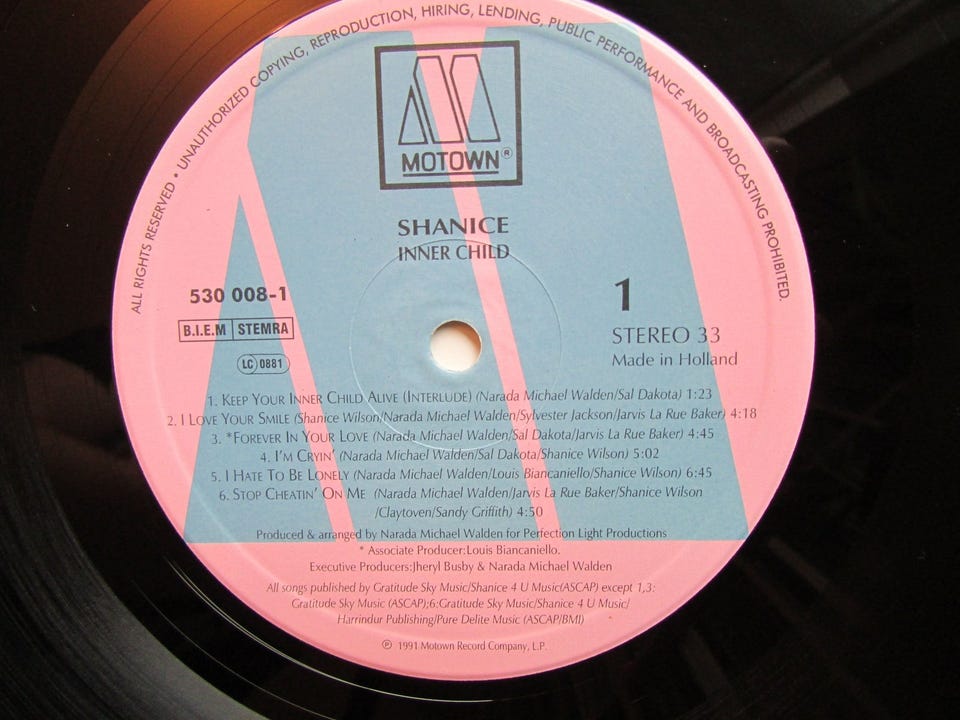 ALL RIGHTS RESERVED • UNAUTHORIZED COPYING, REPRODUCTION, HIRING, LENDING, PUBLIC PERFORMANCE AND BROADCASTING PROHIBITED.
MOTOWN®
SHANICE
INNER CHILD
530 008-1
1
B.I.E.M STEMRA
STEREO 33
LC 0881
Made in Holland
1. KEEP YOUR INNER CHILD ALIVE (INTERLUDE) (Narada Michael Walden/Sal Dakota) 1:23
2. I LOVE YOUR SMILE (Shanice Wilson/Narada Michael Walden/Sylvester Jackson/Jarvis La Rue Baker) 4:18
3. *FOREVER IN YOUR LOVE (Narada Michael Walden/Sal Dakota/Jarvis La Rue Baker) 4:45
4. I'M CRYIN' (Narada Michael Walden/Sal Dakota/Shanice Wilson) 5:02
5. I HATE TO BE LONELY (Narada Michael Walden/Louis Biancaniello/Shanice Wilson) 6:45
6. STOP CHEATIN' ON ME (Narada Michael Walden/Jarvis La Rue Baker/Shanice Wilson
/Claytoven/Sandy Griffith) 4:50
Produced & arranged by Narada Michael Walden for Perfection Light Productions
* Associate Producer:Louis Biancaniello.
Executive Producers:Jheryl Busby & Narada Michael Walden
All songs published by Gratitude Sky Music/Shanice 4 U Music(ASCAP) except 1,3:
Gratitude Sky Music (ASCAP);6:Gratitude Sky Music/Shanice 4 U Music/
Harrindur Publishing/Pure Delite Music (ASCAP/BMI)
℗ 1991 Motown Record Company, L.P.